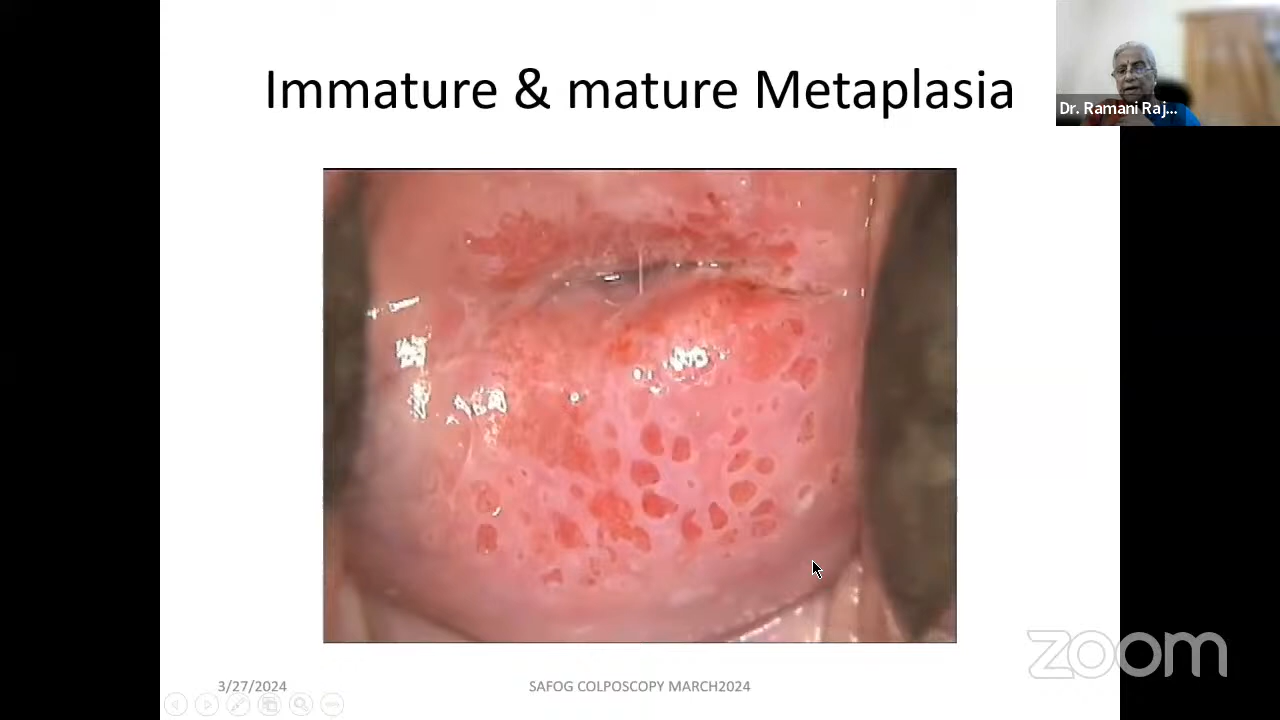 Immature & mature Metaplasia
Dr. Ramani Raj...
3/27/2024
SAFOG COLPOSCOPY MARCH2024
zoom